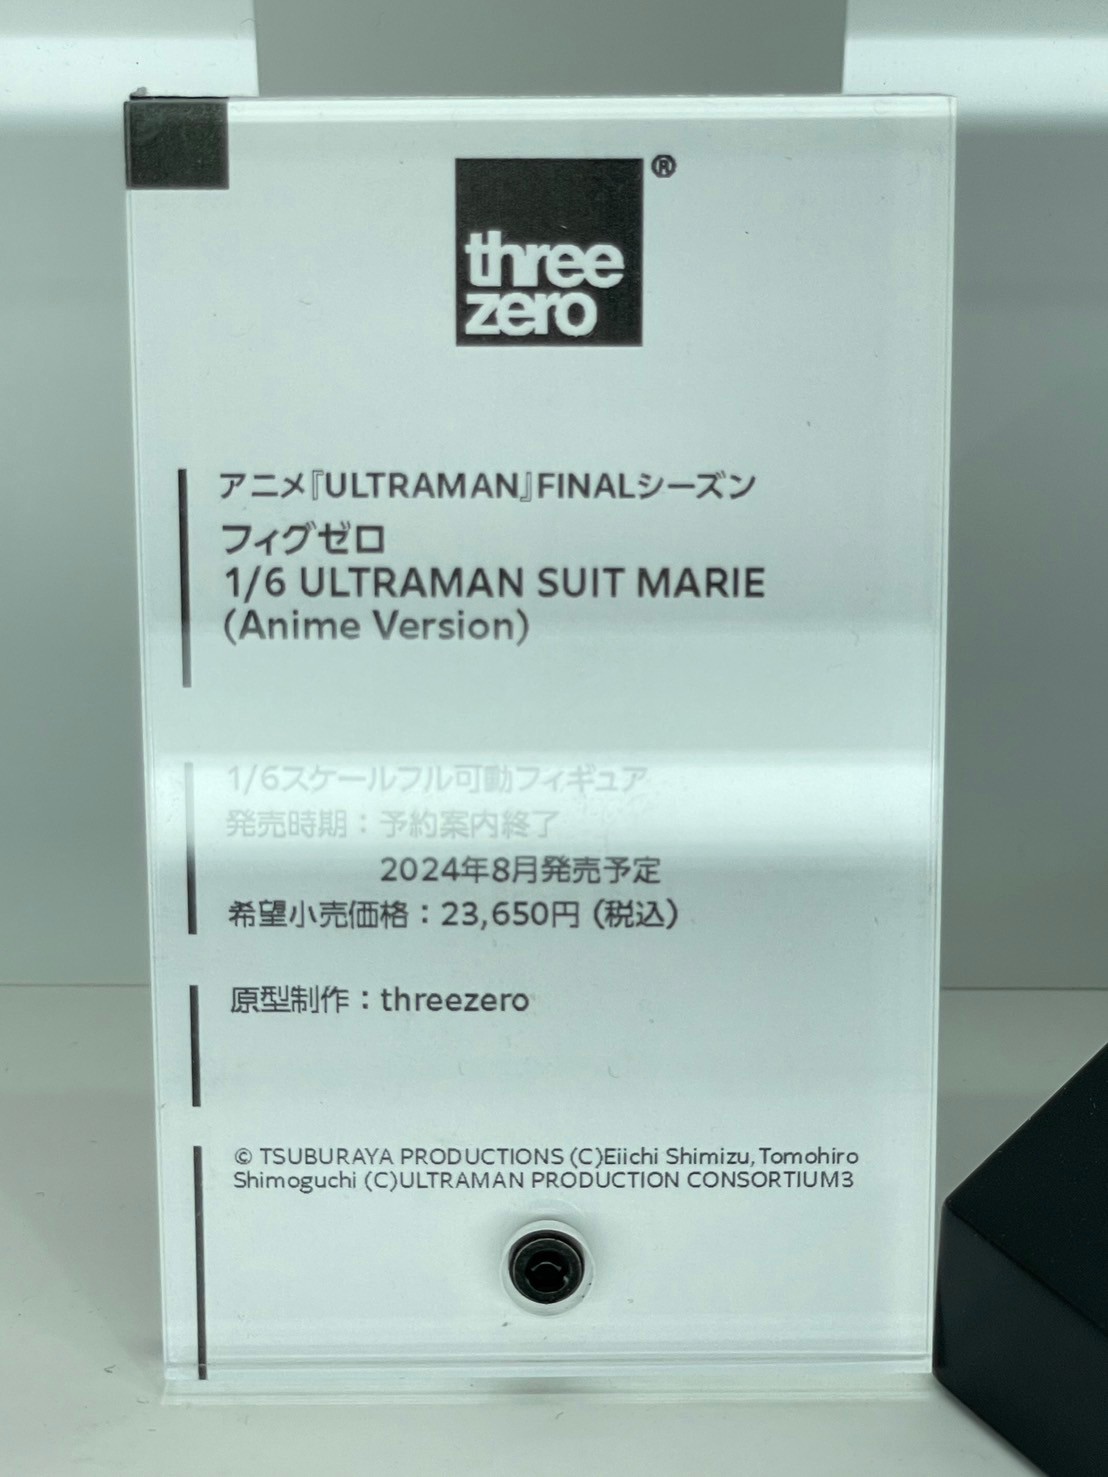 three
zero
®
アニメ『ULTRAMAN』FINALシーズン
フィグゼロ
1/6 ULTRAMAN SUIT MARIE
(Anime Version)
1/6スケールフル可動フィギュア
発売時期：予約案内終了
2024年8月発売予定
希望小売価格：23,650円（税込）
原型制作：threezero
© TSUBURAYA PRODUCTIONS (C)Eiichi Shimizu,Tomohiro
Shimoguchi (C)ULTRAMAN PRODUCTION CONSORTIUM3